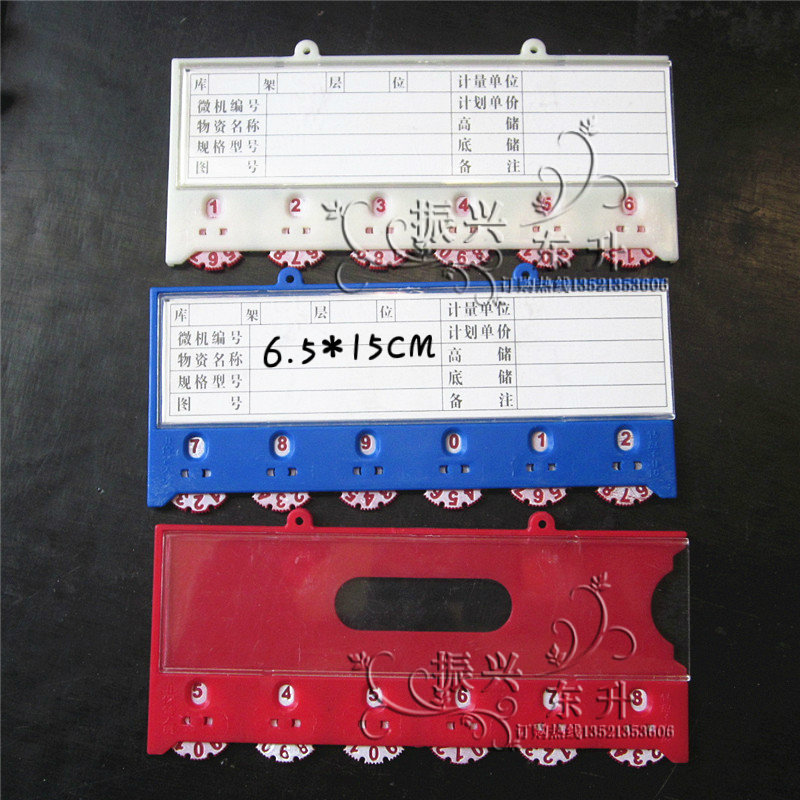 库 架 层 位 计量单位
微机编号 计划单价
物资名称 高 储
规格型号 底 储
图 号 备 注
1 2 3 4 5 6
振兴
东升
订购热线13521353606
库 架 层 位 计量单位
微机编号 计划单价
物资名称 6.5*15CM 高 储
规格型号 底 储
图 号 备 注
7 8 9 0 1 2
振兴
5 4 5 6 7 8
东升
订购热线13521353606